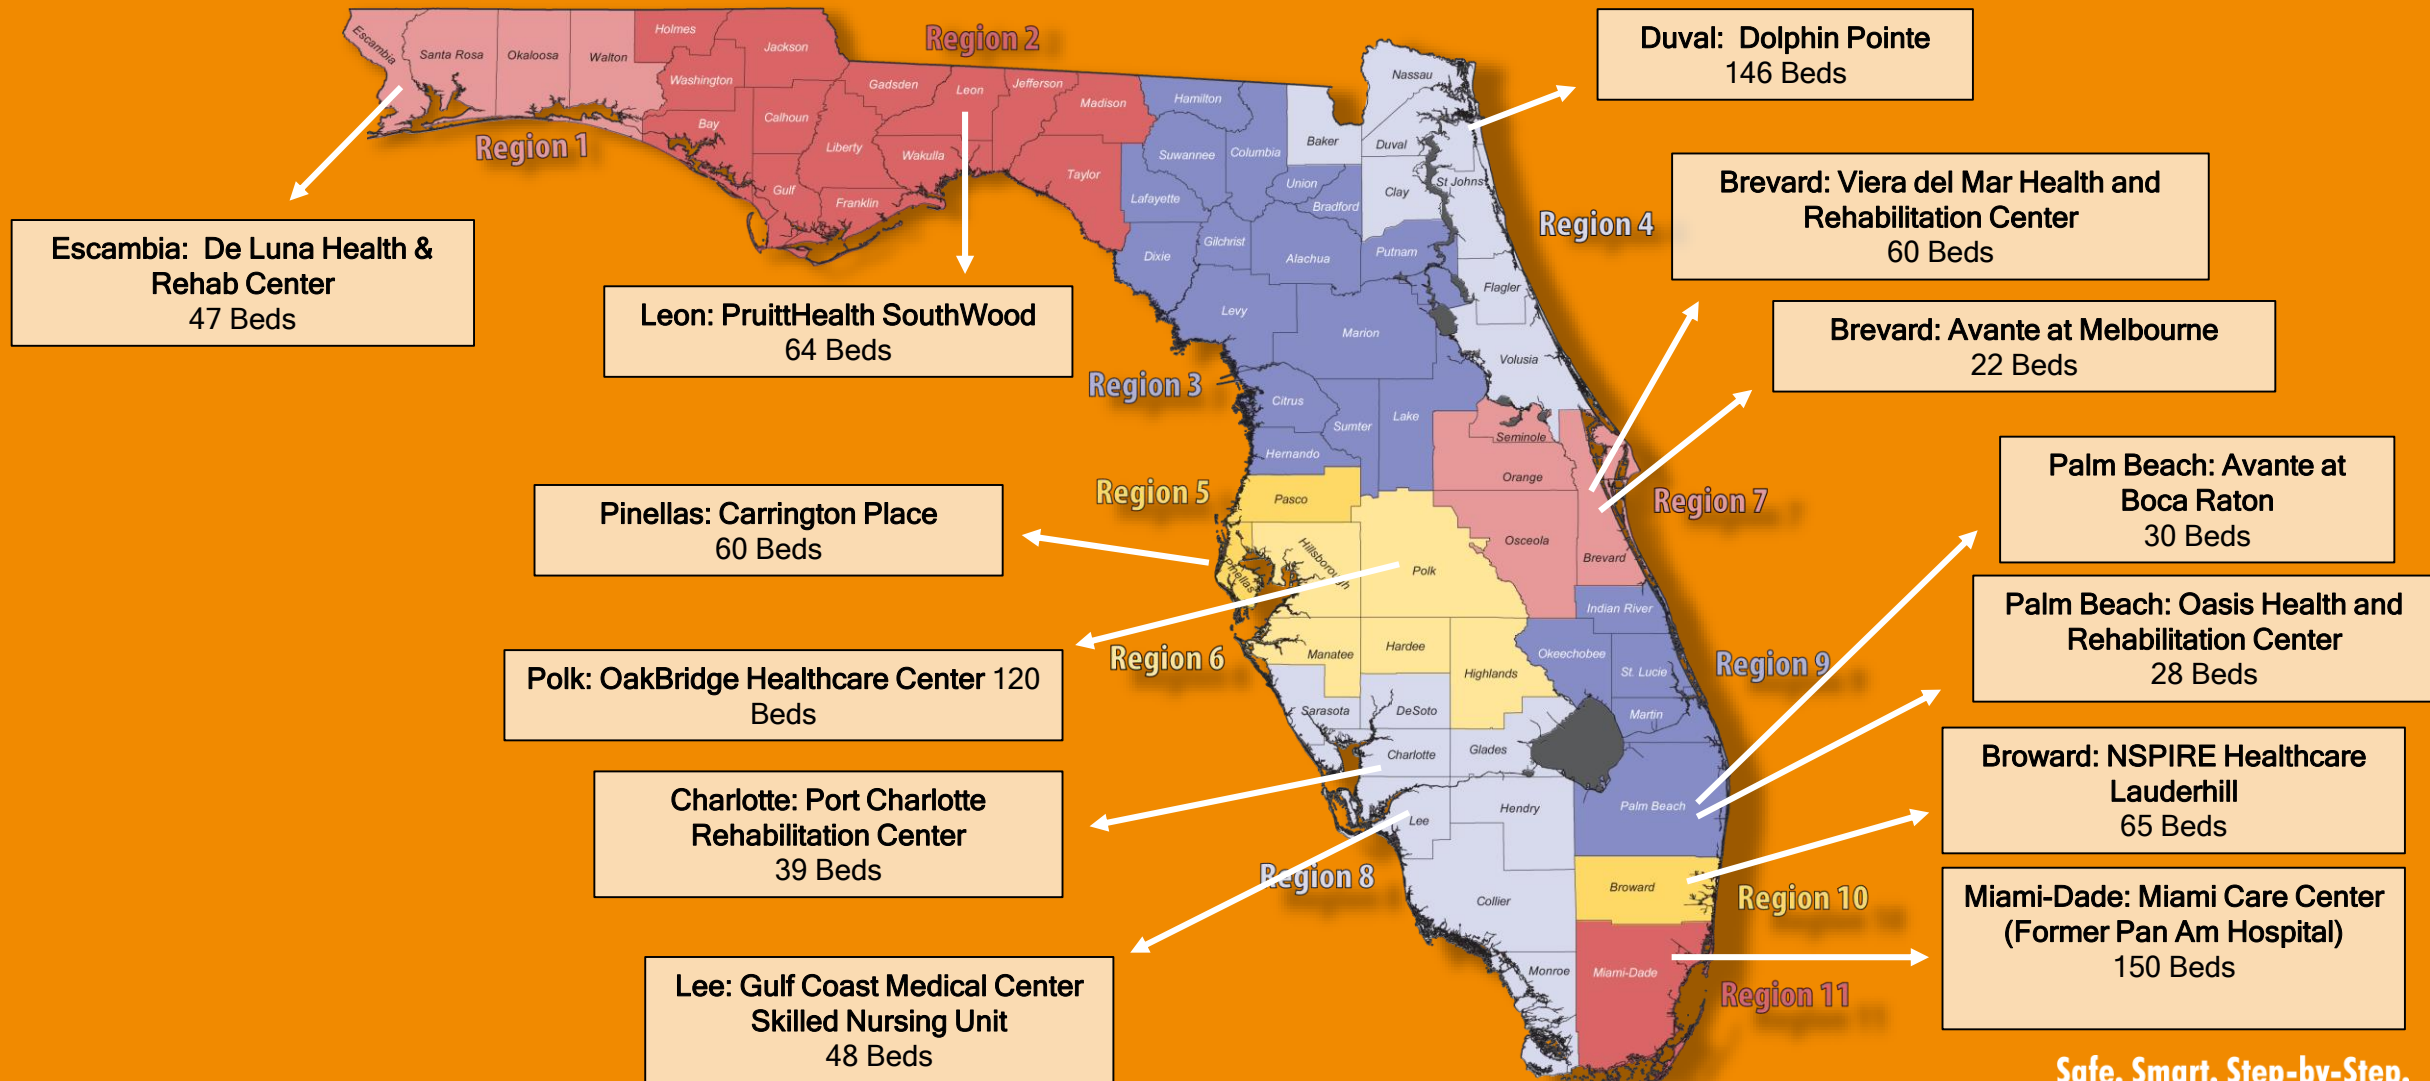 Region 2
Region 1
Region 3
Region 4
Region 5
Region 6
Region 7
Region 8
Region 9
Region 10
Region 11
Escambia
Santa Rosa
Okaloosa
Walton
Holmes
Jackson
Washington
Bay
Calhoun
Gulf
Liberty
Franklin
Gadsden
Leon
Wakulla
Jefferson
Madison
Taylor
Hamilton
Suwannee
Columbia
Lafayette
Dixie
Gilchrist
Union
Bradford
Alachua
Putnam
Levy
Marion
Citrus
Sumter
Lake
Hernando
Nassau
Baker
Duval
Clay
St Johns
Flagler
Volusia
Seminole
Orange
Osceola
Brevard
Pasco
Pinellas
Hillsborough
Polk
Manatee
Hardee
Highlands
Sarasota
DeSoto
Charlotte
Glades
Lee
Hendry
Collier
Monroe
Indian River
Okeechobee
St. Lucie
Martin
Palm Beach
Broward
Miami-Dade
Escambia: De Luna Health &
Rehab Center
47 Beds
Leon: PruittHealth SouthWood
64 Beds
Pinellas: Carrington Place
60 Beds
Polk: OakBridge Healthcare Center 120
Beds
Charlotte: Port Charlotte
Rehabilitation Center
39 Beds
Lee: Gulf Coast Medical Center
Skilled Nursing Unit
48 Beds
Duval: Dolphin Pointe
146 Beds
Brevard: Viera del Mar Health and
Rehabilitation Center
60 Beds
Brevard: Avante at Melbourne
22 Beds
Palm Beach: Avante at
Boca Raton
30 Beds
Palm Beach: Oasis Health and
Rehabilitation Center
28 Beds
Broward: NSPIRE Healthcare
Lauderhill
65 Beds
Miami-Dade: Miami Care Center
(Former Pan Am Hospital)
150 Beds
Safe. Smart. Step-by-Step.